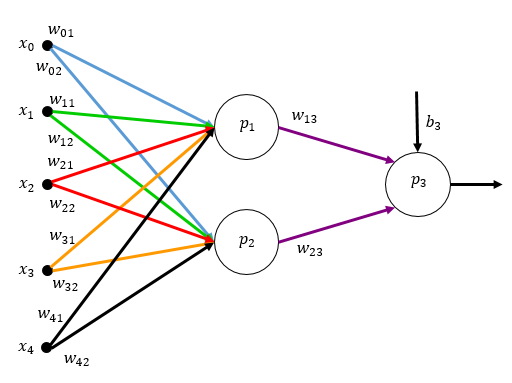 x₀
w₀₁
w₀₂
x₁
w₁₁
w₁₂
x₂
w₂₁
w₂₂
x₃
w₃₁
w₃₂
x₄
w₄₁
w₄₂
p₁
p₂
w₁₃
w₂₃
b₃
p₃